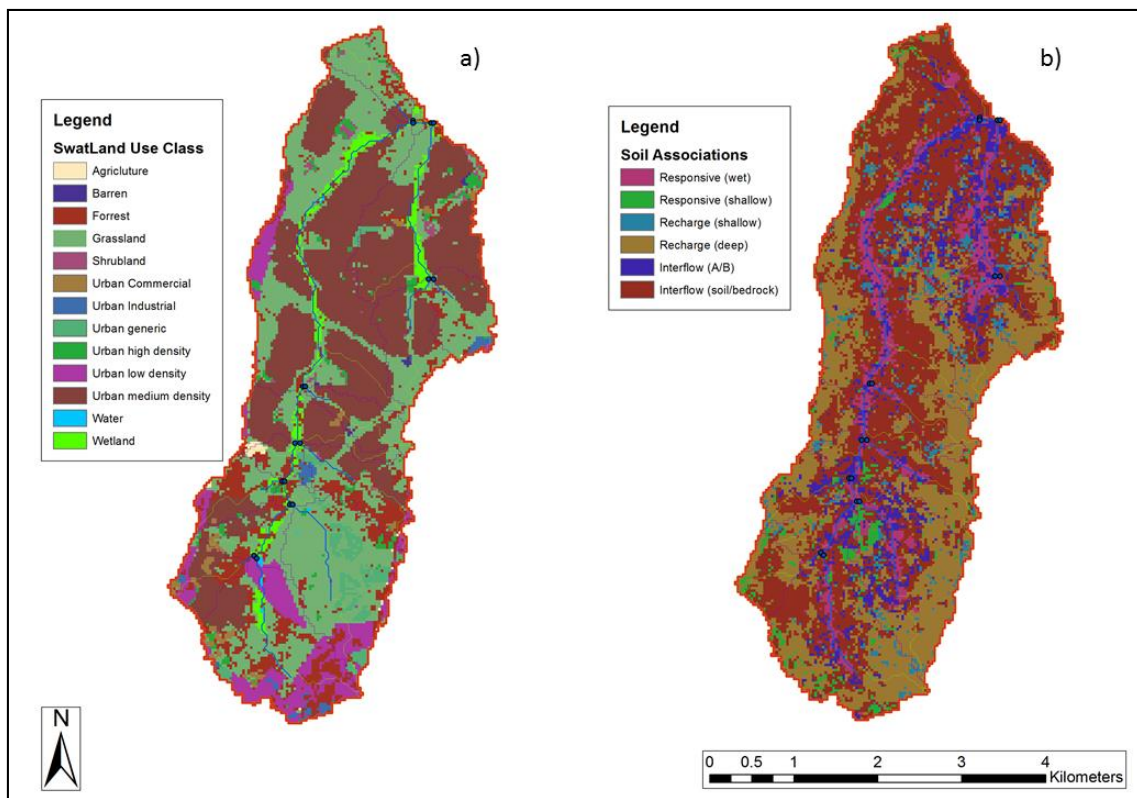 a)
Legend
SwatLand Use Class
Agricluture
Barren
Forrest
Grassland
Shrubland
Urban Commercial
Urban Industrial
Urban generic
Urban high density
Urban low density
Urban medium density
Water
Wetland
N
b)
Legend
Soil Associations
Responsive (wet)
Responsive (shallow)
Recharge (shallow)
Recharge (deep)
Interflow (A/B)
Interflow (soil/bedrock)
0 0.5 1 2 3 4
Kilometers